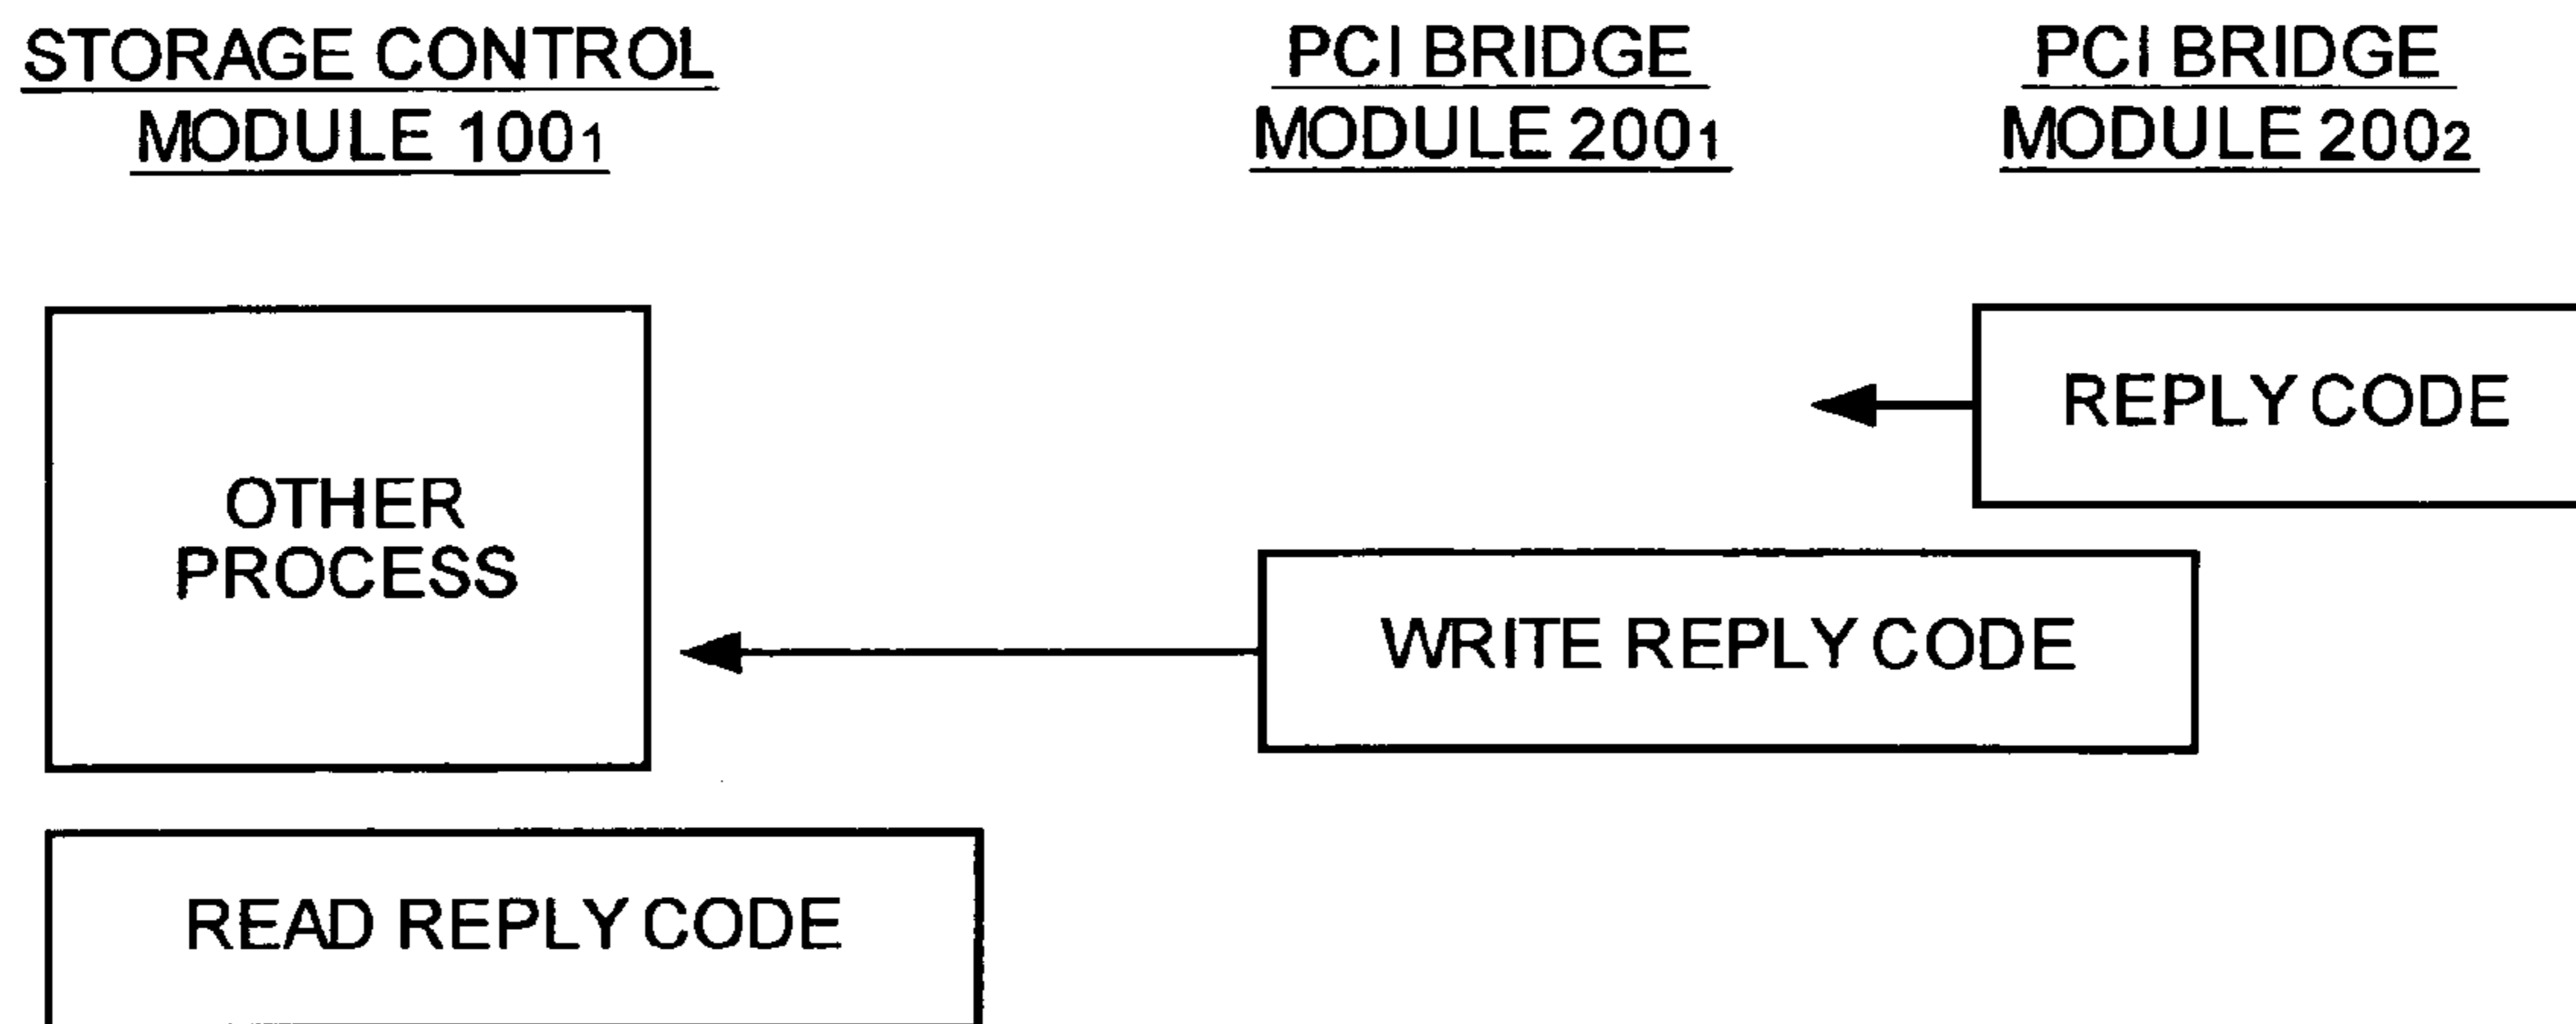 STORAGE CONTROL
MODULE 100₁
PCI BRIDGE
MODULE 200₁
PCI BRIDGE
MODULE 200₂
REPLY CODE
OTHER
PROCESS
WRITE REPLY CODE
READ REPLY CODE